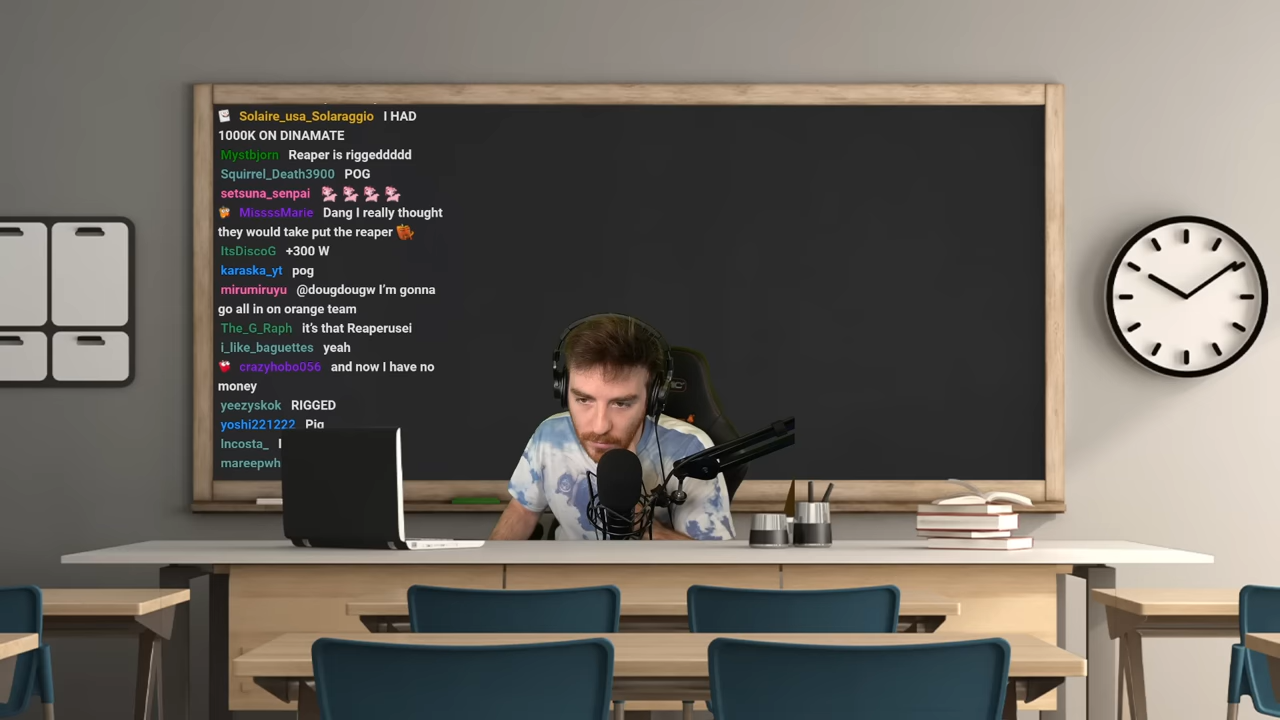 Solaire_usa_Solaraggio I HAD
1000K ON DINAMATE
Mystbjorn Reaper is riggeddddd
Squirrel_Death3900 POG
setsuna_senpai
MissssMarie Dang I really thought
they would take put the reaper
ItsDiscoG +300 W
karaska_yt pog
mirumiruyu @dougdougw I'm gonna
go all in on orange team
The_G_Raph it's that Reaperusei
i_like_baguettes yeah
crazyhobo056 and now I have no
money
yeezyskok RIGGED
yoshi221222 Pig
lncosta_ I
mareepwh